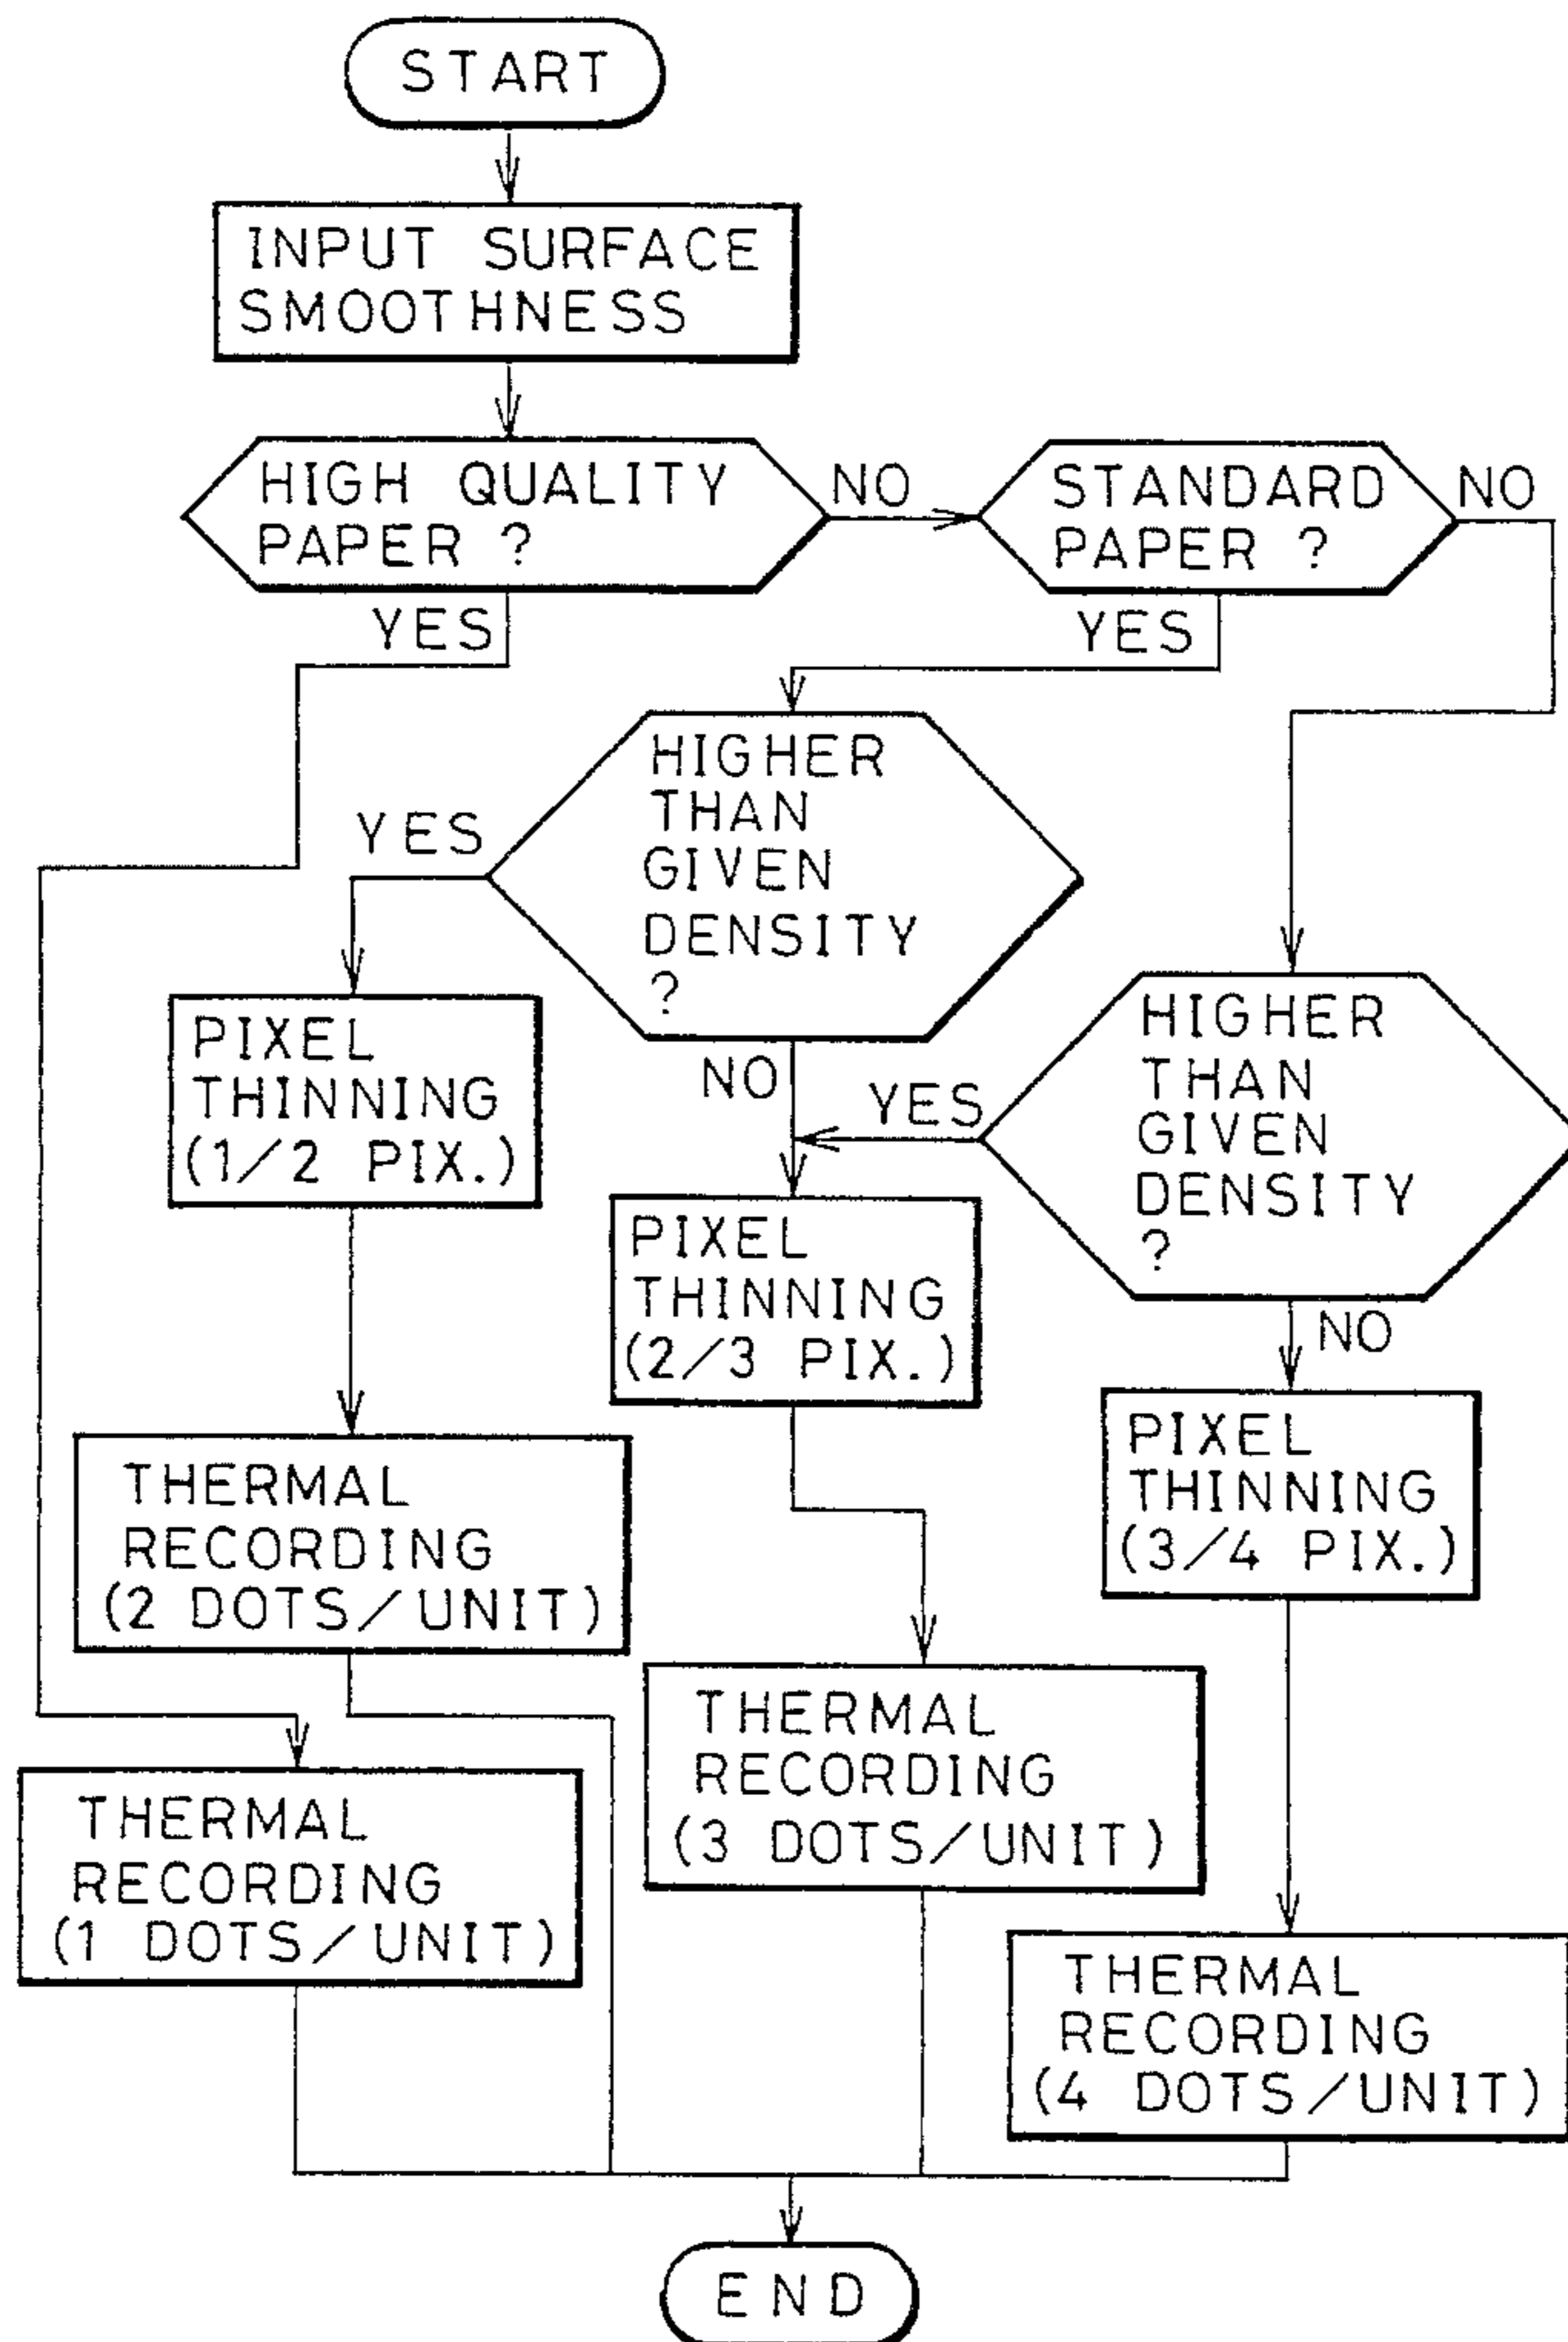 START
INPUT SURFACE
SMOOTHNESS
HIGH QUALITY
PAPER ?
NO
STANDARD
PAPER ?
NO
YES
YES
HIGHER
THAN
GIVEN
DENSITY
?
YES
NO
HIGHER
THAN
GIVEN
DENSITY
?
YES
NO
PIXEL
THINNING
(1/2 PIX.)
PIXEL
THINNING
(2/3 PIX.)
PIXEL
THINNING
(3/4 PIX.)
THERMAL
RECORDING
(2 DOTS/UNIT)
THERMAL
RECORDING
(3 DOTS/UNIT)
THERMAL
RECORDING
(1 DOTS/UNIT)
THERMAL
RECORDING
(4 DOTS/UNIT)
END